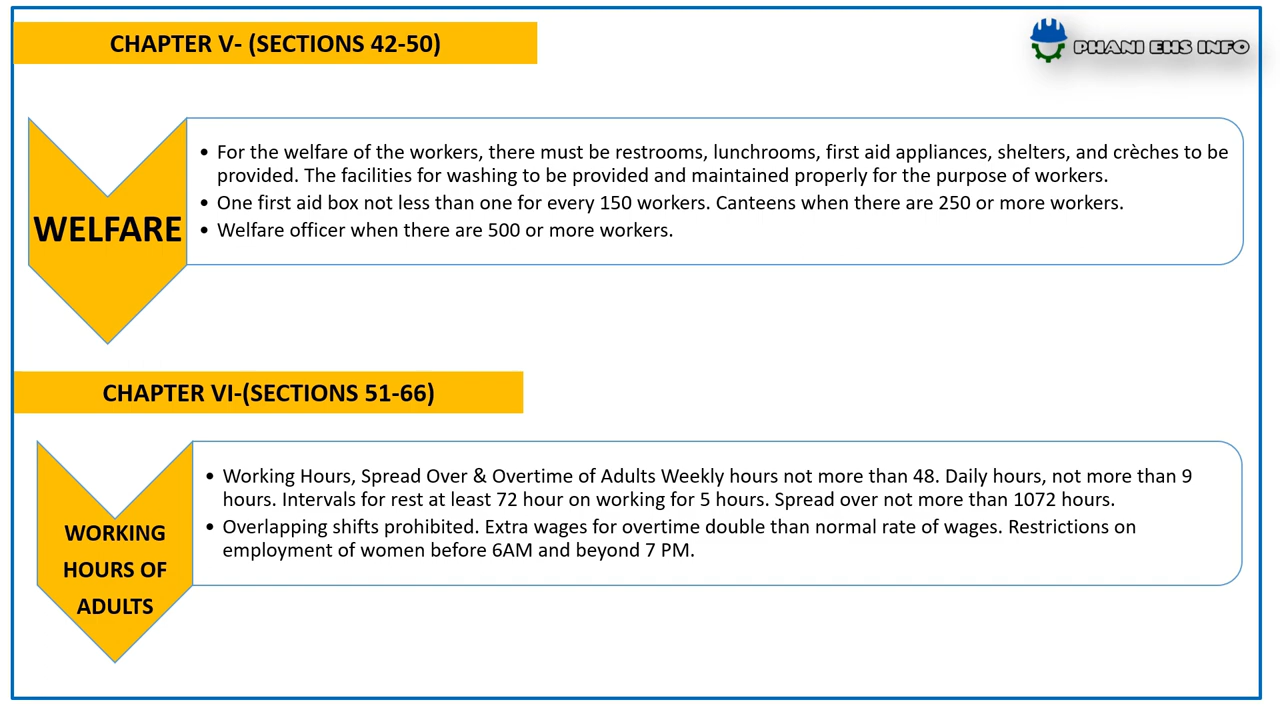 CHAPTER V- (SECTIONS 42-50)
PHANI EHS INFO
WELFARE
• For the welfare of the workers, there must be restrooms, lunchrooms, first aid appliances, shelters, and crèches to be
provided. The facilities for washing to be provided and maintained properly for the purpose of workers.
• One first aid box not less than one for every 150 workers. Canteens when there are 250 or more workers.
• Welfare officer when there are 500 or more workers.
CHAPTER VI-(SECTIONS 51-66)
WORKING
HOURS OF
ADULTS
• Working Hours, Spread Over & Overtime of Adults Weekly hours not more than 48. Daily hours, not more than 9
hours. Intervals for rest at least 72 hour on working for 5 hours. Spread over not more than 1072 hours.
• Overlapping shifts prohibited. Extra wages for overtime double than normal rate of wages. Restrictions on
employment of women before 6AM and beyond 7 PM.